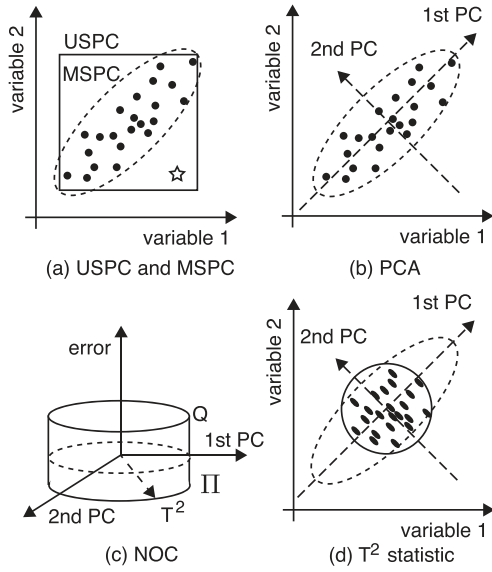 variable 2
USPC
MSPC
variable 1
(a) USPC and MSPC
variable 2
1st PC
2nd PC
variable 1
(b) PCA
error
Q
1st PC
2nd PC
T²
Π
(c) NOC
variable 2
1st PC
2nd PC
variable 1
(d) T² statistic